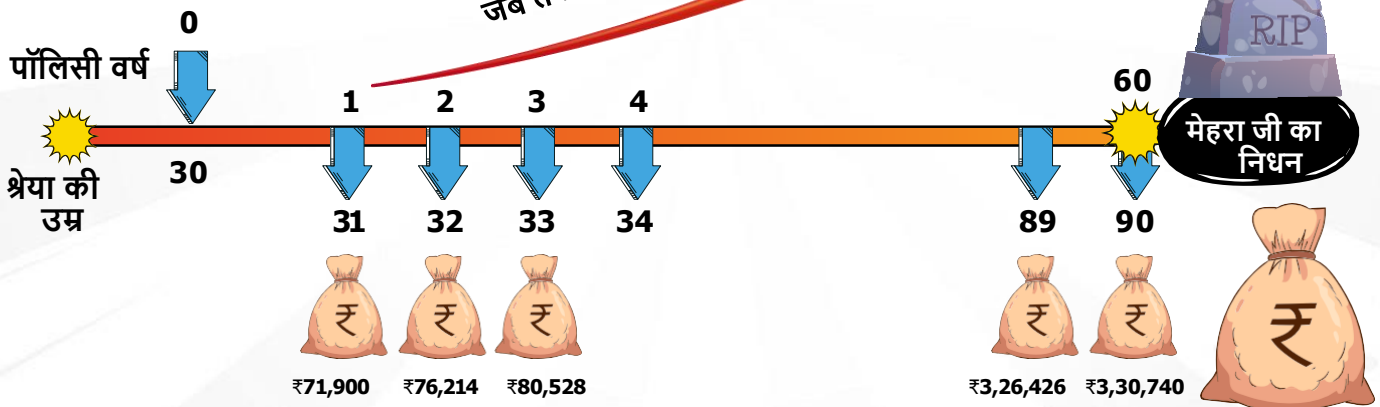 जब त
RIP
0
पॉलिसी वर्ष
60
1 2 3 4
मेहरा जी का
निधन
30
श्रेया की
उम्र
31 32 33 34 89 90
₹ ₹ ₹ ₹ ₹ ₹
₹71,900 ₹76,214 ₹80,528 ₹3,26,426 ₹3,30,740